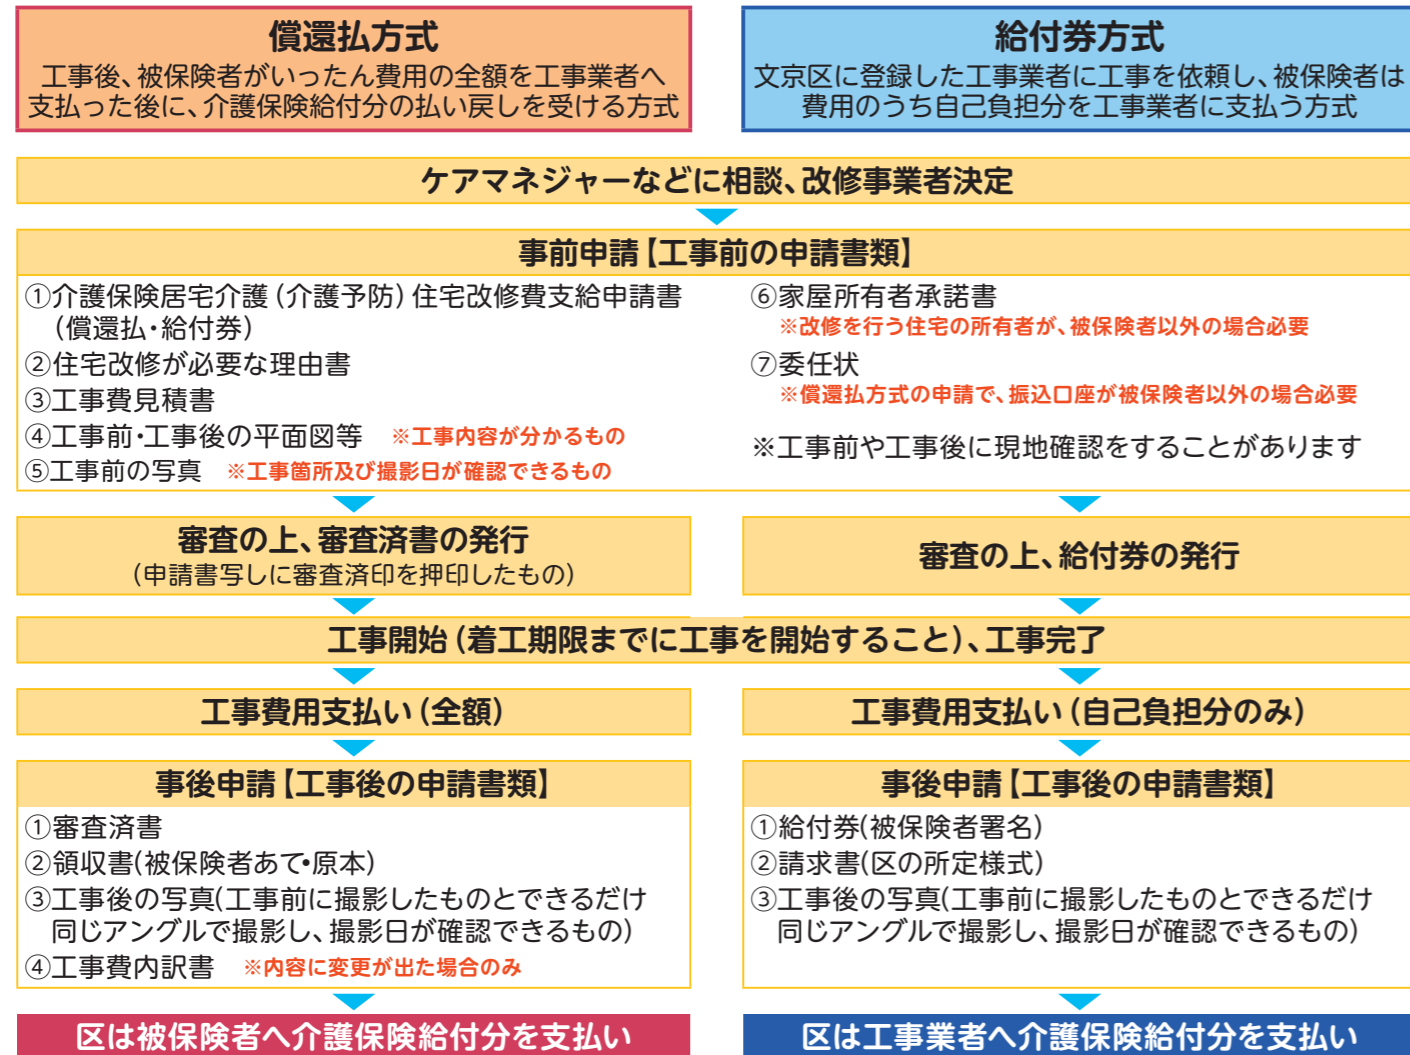 償還払方式
工事後、被保険者がいったん費用の全額を工事業者へ
支払った後に、介護保険給付分の払い戻しを受ける方式
給付券方式
文京区に登録した工事業者に工事を依頼し、被保険者は
費用のうち自己負担分を工事業者に支払う方式
ケアマネジャーなどに相談、改修事業者決定
事前申請【工事前の申請書類】
①介護保険居宅介護（介護予防）住宅改修費支給申請書
（償還払・給付券）
②住宅改修が必要な理由書
③工事費見積書
④工事前・工事後の平面図等 ※工事内容が分かるもの
⑤工事前の写真 ※工事箇所及び撮影日が確認できるもの
⑥家屋所有者承諾書
※改修を行う住宅の所有者が、被保険者以外の場合必要
⑦委任状
※償還払方式の申請で、振込口座が被保険者以外の場合必要
※工事前や工事後に現地確認をすることがあります
審査の上、審査済書の発行
（申請書写しに審査済印を押印したもの）
審査の上、給付券の発行
工事開始（着工期限までに工事を開始すること）、工事完了
工事費用支払い（全額）
工事費用支払い（自己負担分のみ）
事後申請【工事後の申請書類】
①審査済書
②領収書(被保険者あて・原本)
③工事後の写真(工事前に撮影したものとできるだけ
同じアングルで撮影し、撮影日が確認できるもの)
④工事費内訳書 ※内容に変更が出た場合のみ
事後申請【工事後の申請書類】
①給付券(被保険者署名)
②請求書(区の所定様式)
③工事後の写真(工事前に撮影したものとできるだけ
同じアングルで撮影し、撮影日が確認できるもの)
区は被保険者へ介護保険給付分を支払い
区は工事業者へ介護保険給付分を支払い